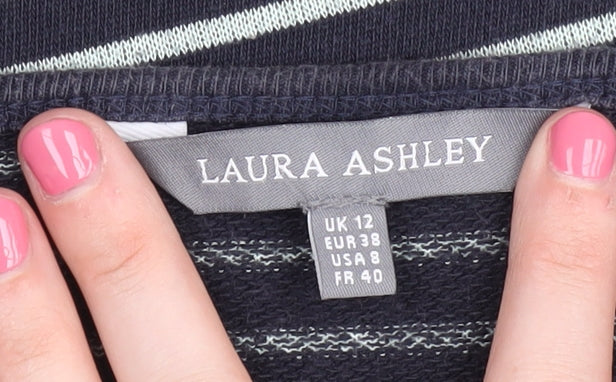 LAURA ASHLEY
UK 12
EUR 38
USA 8
FR 40